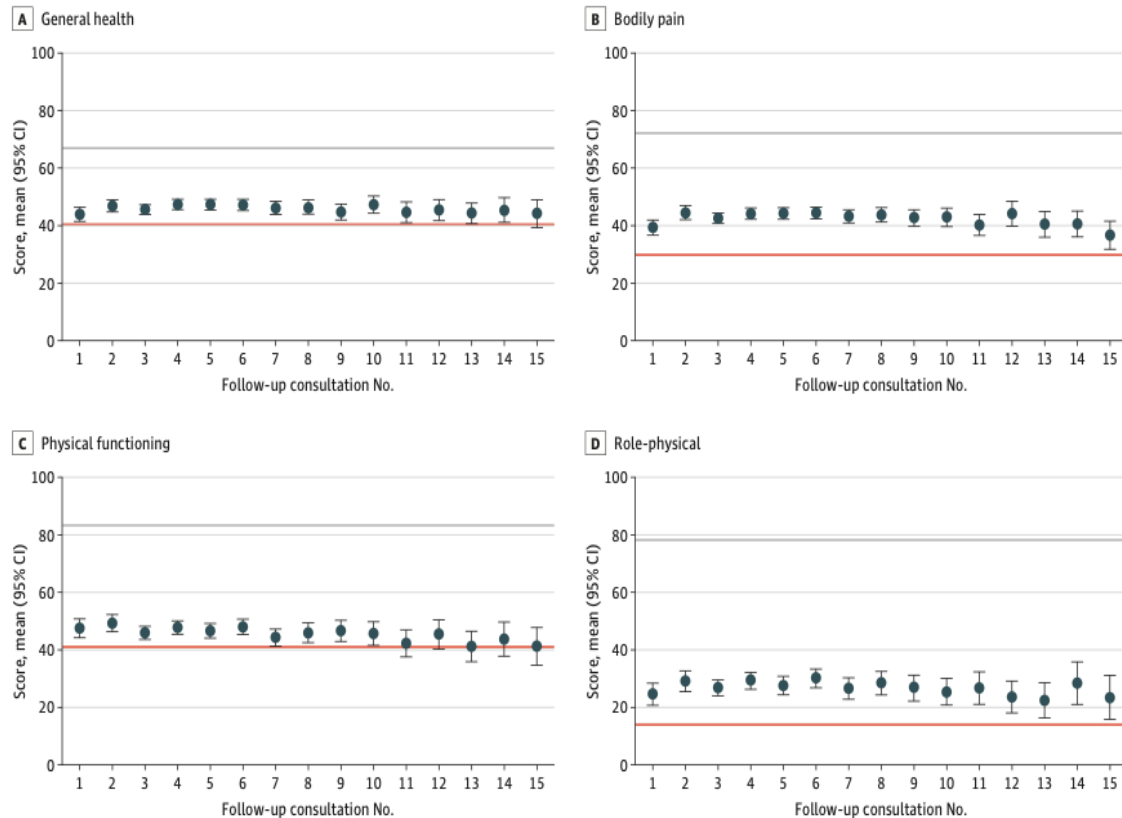 A General health
100
80
60
40
20
0
Score, mean (95% CI)
1 2 3 4 5 6 7 8 9 10 11 12 13 14 15
Follow-up consultation No.
B Bodily pain
100
80
60
40
20
0
Score, mean (95% CI)
1 2 3 4 5 6 7 8 9 10 11 12 13 14 15
Follow-up consultation No.
C Physical functioning
100
80
60
40
20
0
Score, mean (95% CI)
1 2 3 4 5 6 7 8 9 10 11 12 13 14 15
Follow-up consultation No.
D Role-physical
100
80
60
40
20
0
Score, mean (95% CI)
1 2 3 4 5 6 7 8 9 10 11 12 13 14 15
Follow-up consultation No.